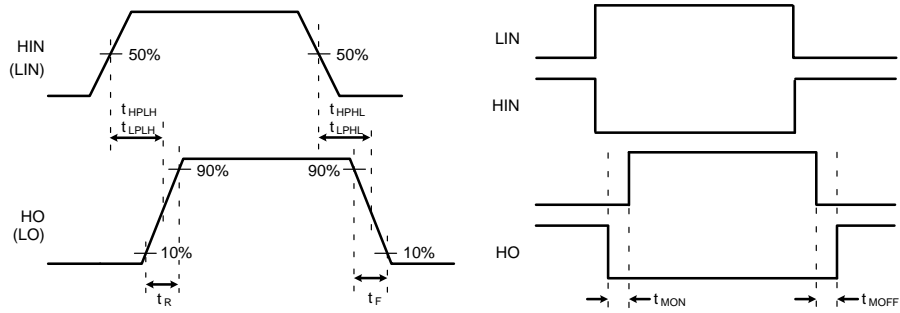 HIN
(LIN)
50%
50%
tHPLH
tLPLH
tHPHL
tLPHL
HO
(LO)
90%
90%
10%
10%
tR
tF
LIN
HIN
HO
tMON
tMOFF